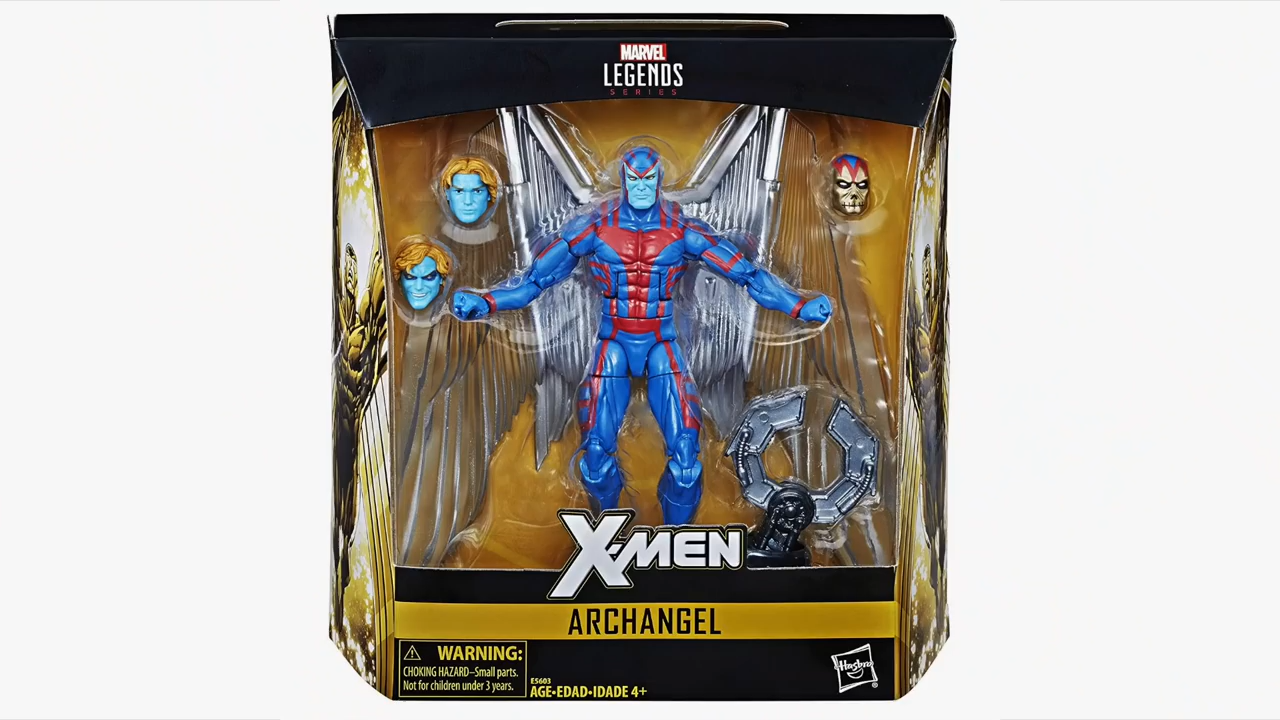 MARVEL
LEGENDS
SERIES
X-MEN
ARCHANGEL
WARNING:
CHOKING HAZARD–Small parts.
Not for children under 3 years.
E5603
AGE•EDAD•IDADE 4+
Hasbro
®